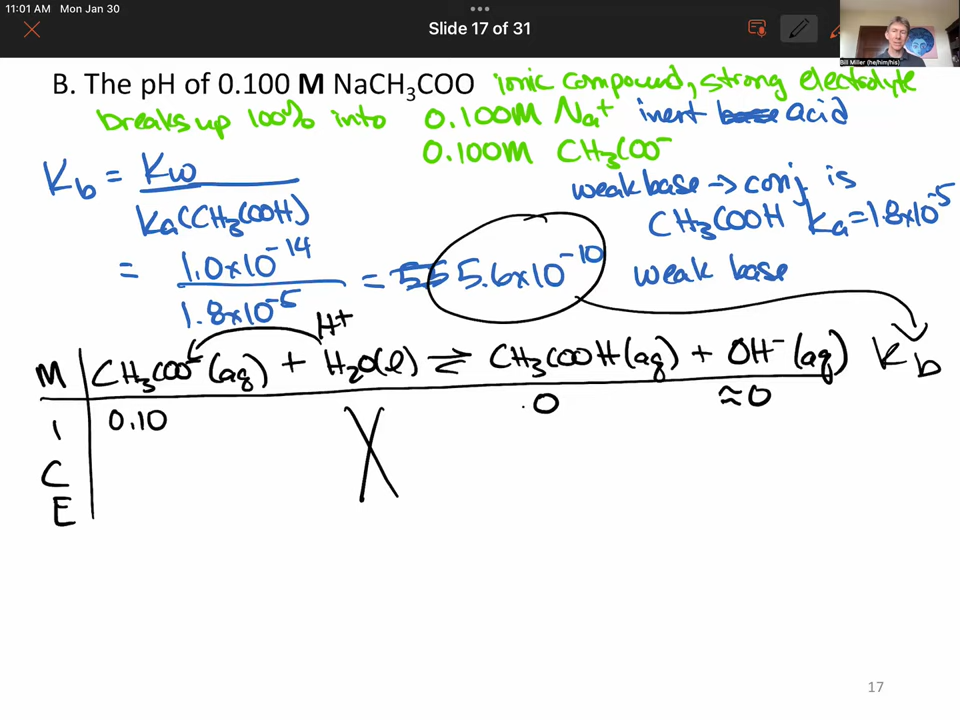 11:01 AM Mon Jan 30
Slide 17 of 31
Bill Miller (he/him/his)
B. The pH of 0.100 M NaCH₃COO ionic compound, strong electrolyte
breaks up 100% into 0.100M Na⁺ inert base acid
0.100M CH₃COO⁻
Kb = Kw
Ka(CH₃COOH)
weak base → conj is
CH₃COOH Ka=1.8x10⁻⁵
= 1.0x10⁻¹⁴ = 55 5.6x10⁻¹⁰ weak base
1.8x10⁻⁵
H⁺
M CH₃COO⁻(aq) + H₂O(l) ⇌ CH₃COOH(aq) + OH⁻(aq) Kb
I 0.10 X 0 ≈0
C
E
17